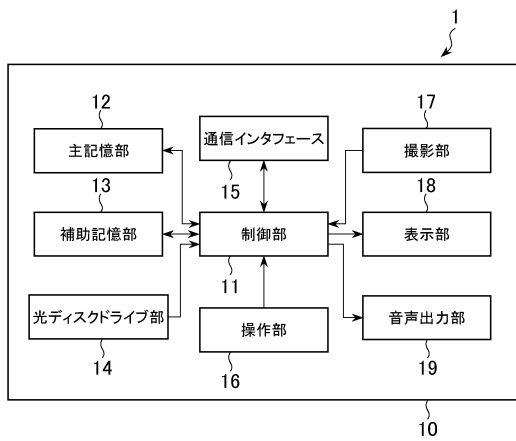 1
12
主記憶部
通信インタフェース
15
17
撮影部
13
補助記憶部
制御部
11
18
表示部
光ディスクドライブ部
14
操作部
16
音声出力部
19
10